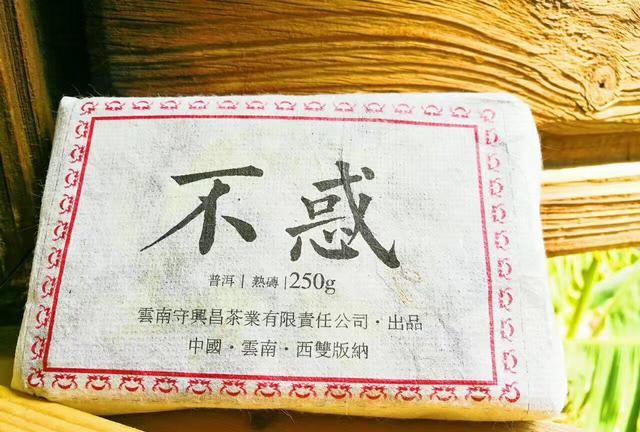 不惑
普洱 | 熟磚 | 250g
雲南守興昌茶業有限責任公司·出品
中國·雲南·西雙版納